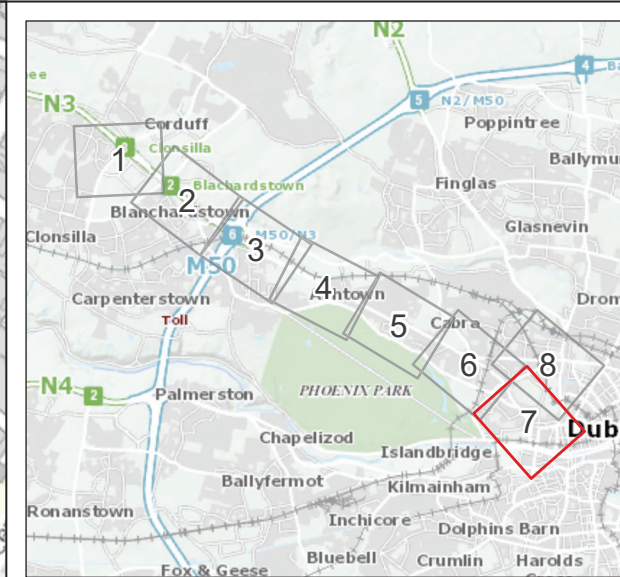 N2
4
Ba
ee
N3
5
N2/M50
Corduff
Poppintree
1
Clonsilla
Ballymu
2
Blachardstown
Finglas
2
Blanchardstown
Glasnevin
Clonsilla
6
M50/N3
3
M50
4
Ashtown
Carpenterstown
Drom
Toll
5
Cabra
8
6
N4
2
Palmerston
PHOENIX PARK
7
Dub
Chapelizod
Islandbridge
Ballyfermot
Kilmainham
Ronanstown
Inchicore
Dolphins Barn
Bluebell
Crumlin
Harolds
Fox & Geese